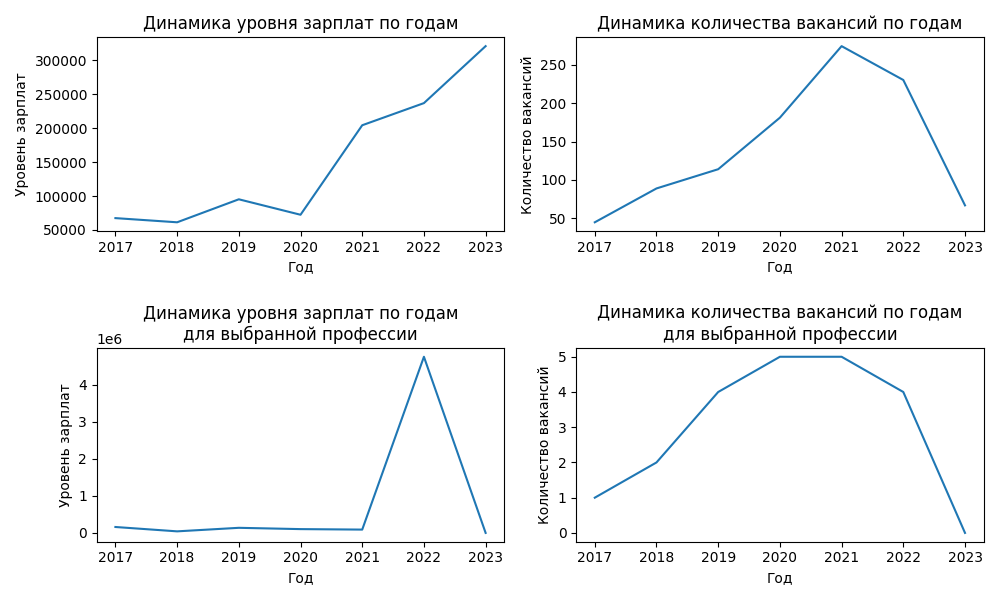 Динамика уровня зарплат по годам
Уровень зарплат
300000
250000
200000
150000
100000
50000
2017 2018 2019 2020 2021 2022 2023
Год
Динамика количества вакансий по годам
Количество вакансий
250
200
150
100
50
2017 2018 2019 2020 2021 2022 2023
Год
Динамика уровня зарплат по годам
для выбранной профессии
1e6
Уровень зарплат
4
3
2
1
0
2017 2018 2019 2020 2021 2022 2023
Год
Динамика количества вакансий по годам
для выбранной профессии
Количество вакансий
5
4
3
2
1
0
2017 2018 2019 2020 2021 2022 2023
Год